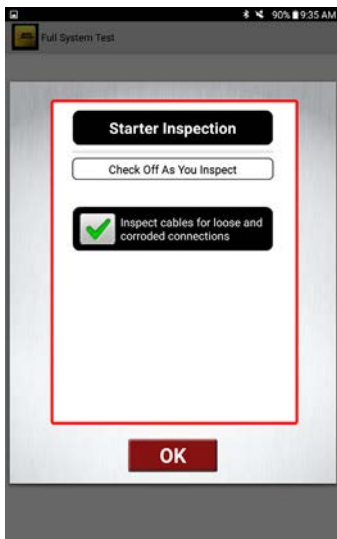 90% 9:35 AM
Full System Test
Starter Inspection
Check Off As You Inspect
Inspect cables for loose and
corroded connections
OK